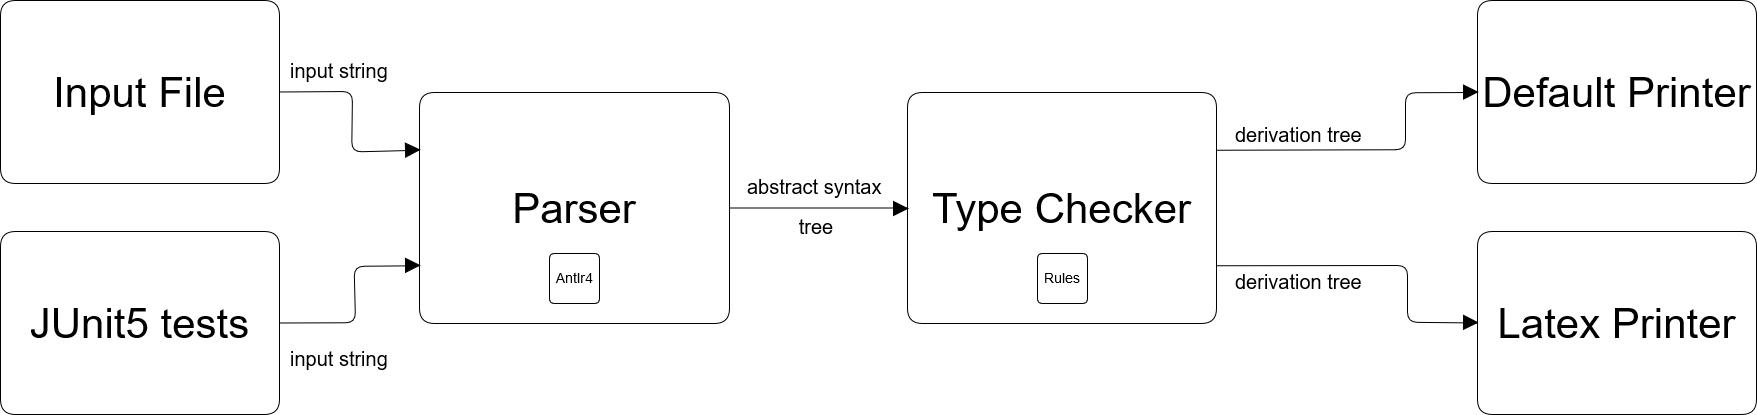 Input File
input string
JUnit5 tests
input string
Parser
Antlr4
abstract syntax
tree
Type Checker
Rules
derivation tree
Default Printer
derivation tree
Latex Printer